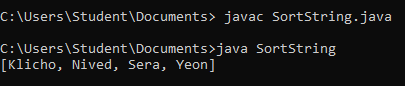 C:\Users\Student\Documents> javac SortString.java
C:\Users\Student\Documents>java SortString
[Klicho, Nived, Sera, Yeon]